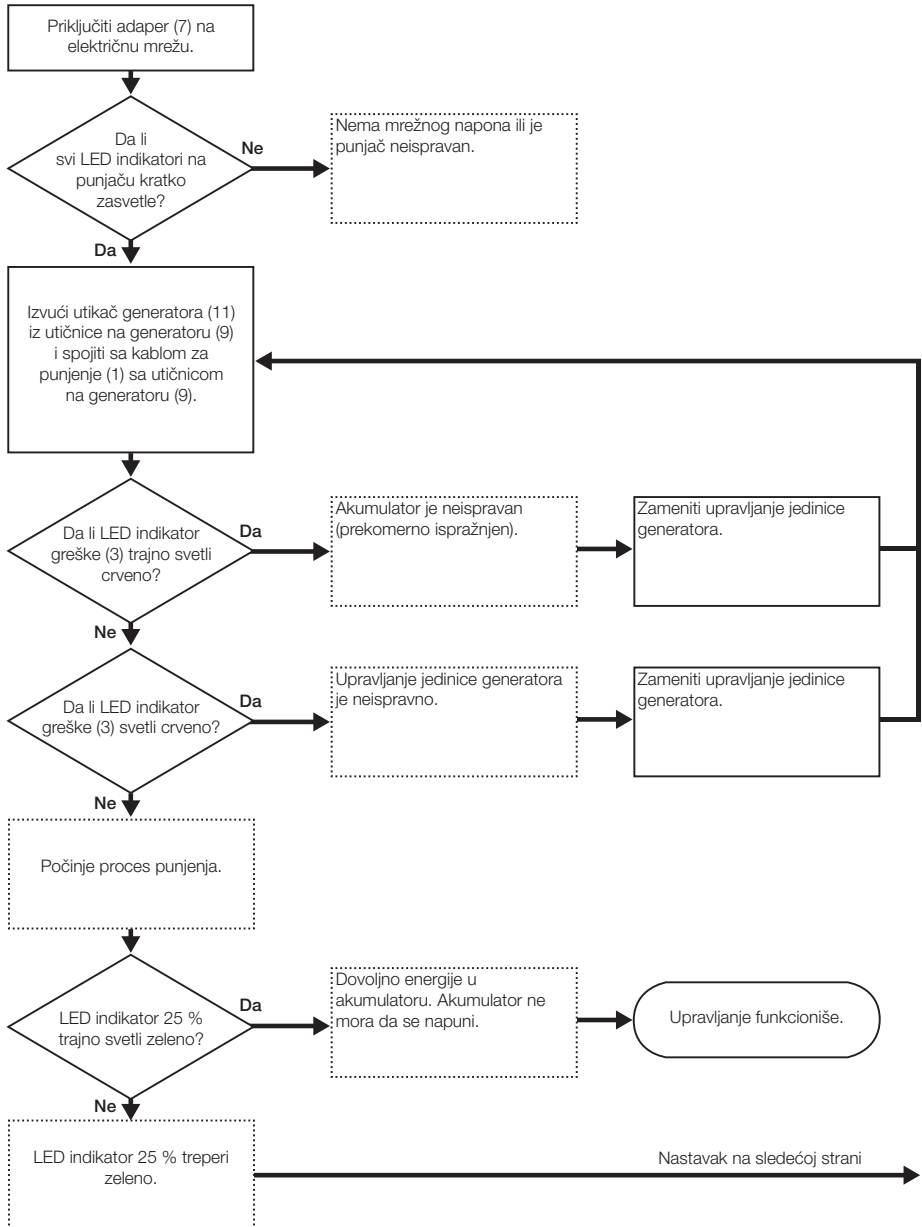 Priključiti adaper (7) na
električnu mrežu.
Da li
svi LED indikatori na
punjaču kratko
zasvetle?
Ne
Nema mrežnog napona ili je
punjač neispravan.
Da
Izvući utikač generatora (11)
iz utičnice na generatoru (9)
i spojiti sa kablom za
punjenje (1) sa utičnicom
na generatoru (9).
Da li LED indikator
greške (3) trajno svetli
crveno?
Da
Akumulator je neispravan
(prekomerno ispražnjen).
Zameniti upravljanje jedinice
generatora.
Ne
Da li LED indikator
greške (3) svetli crveno?
Da
Upravljanje jedinice generatora
je neispravno.
Zameniti upravljanje jedinice
generatora.
Ne
Počinje proces punjenja.
LED indikator 25 %
trajno svetli zeleno?
Da
Dovoljno energije u
akumulatoru. Akumulator ne
mora da se napuni.
Upravljanje funkcioniše.
Ne
LED indikator 25 % treperi
zeleno.
Nastavak na sledećoj strani